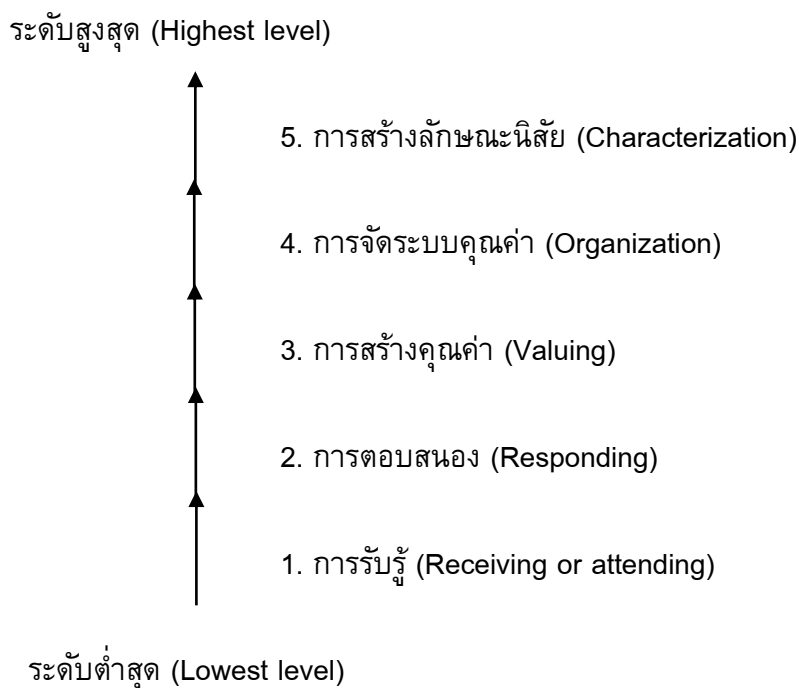 ระดับสูงสุด (Highest level)
5. การสร้างลักษณะนิสัย (Characterization)
4. การจัดระบบคุณค่า (Organization)
3. การสร้างคุณค่า (Valuing)
2. การตอบสนอง (Responding)
1. การรับรู้ (Receiving or attending)
ระดับต่ำสุด (Lowest level)